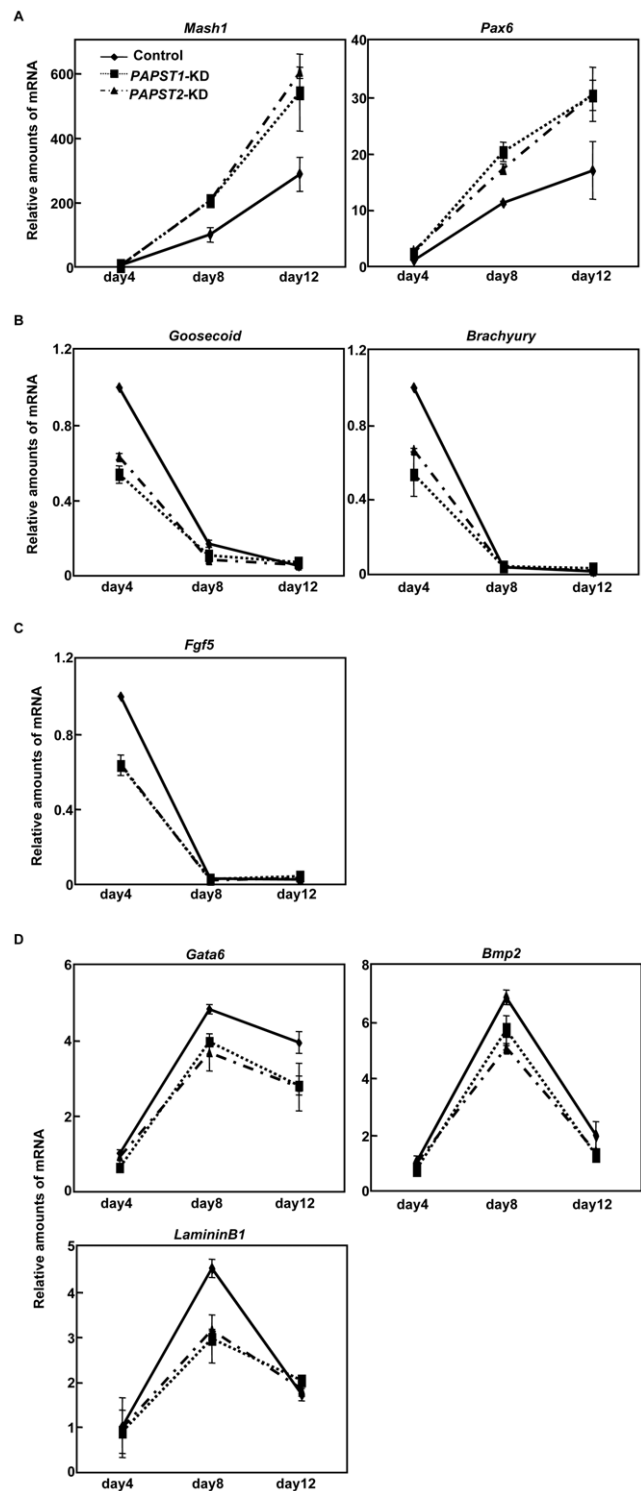 A
Mash1
Pax6
Relative amounts of mRNA
600
400
200
0
Control
PAPST1-KD
PAPST2-KD
40
30
20
10
0
day4 day8 day12
day4 day8 day12
B
Goosecoid
Brachyury
Relative amounts of mRNA
1.2
0.8
0.4
0
1.2
0.8
0.4
0
day4 day8 day12
day4 day8 day12
C
Fgf5
Relative amounts of mRNA
1.2
0.8
0.4
0
day4 day8 day12
D
Gata6
Bmp2
Relative amounts of mRNA
6
4
2
0
8
6
4
2
0
day4 day8 day12
day4 day8 day12
LamininB1
5
4
3
2
1
0
day4 day8 day12